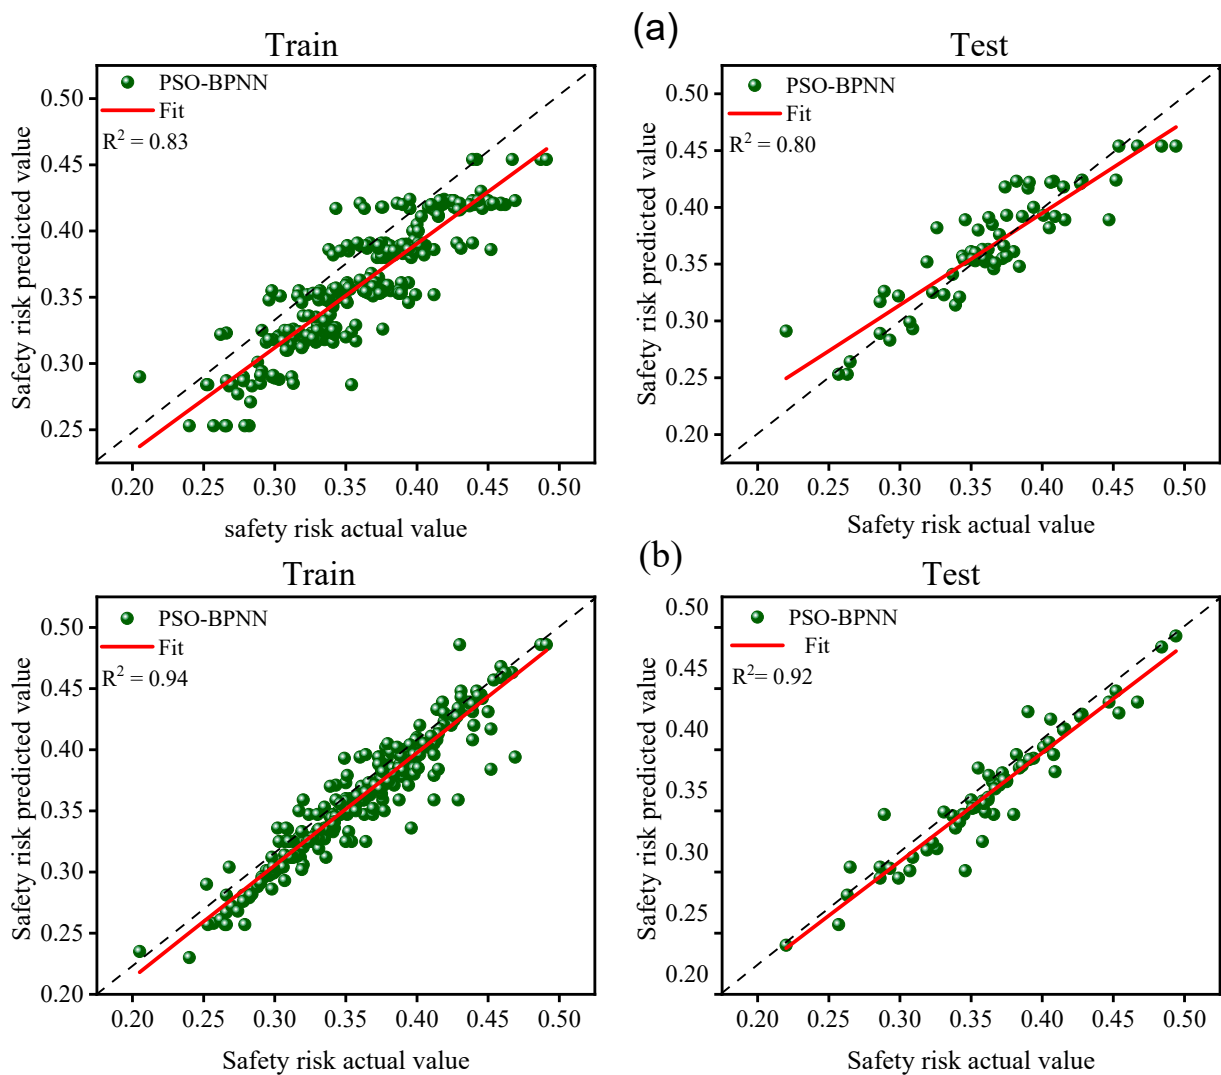 (a)
Train
PSO-BPNN
Fit
R² = 0.83
0.50
0.45
0.40
0.35
0.30
0.25
Safety risk predicted value
0.20 0.25 0.30 0.35 0.40 0.45 0.50
safety risk actual value
Test
PSO-BPNN
Fit
R² = 0.80
0.50
0.45
0.40
0.35
0.30
0.25
0.20
Safety risk predicted value
0.20 0.25 0.30 0.35 0.40 0.45 0.50
Safety risk actual value
(b)
Train
PSO-BPNN
Fit
R² = 0.94
0.50
0.45
0.40
0.35
0.30
0.25
0.20
Safety risk predicted value
0.20 0.25 0.30 0.35 0.40 0.45 0.50
Safety risk actual value
Test
PSO-BPNN
Fit
R²= 0.92
0.50
0.45
0.40
0.35
0.30
0.25
0.20
Safety risk predicted value
0.20 0.25 0.30 0.35 0.40 0.45 0.50
Safety risk actual value